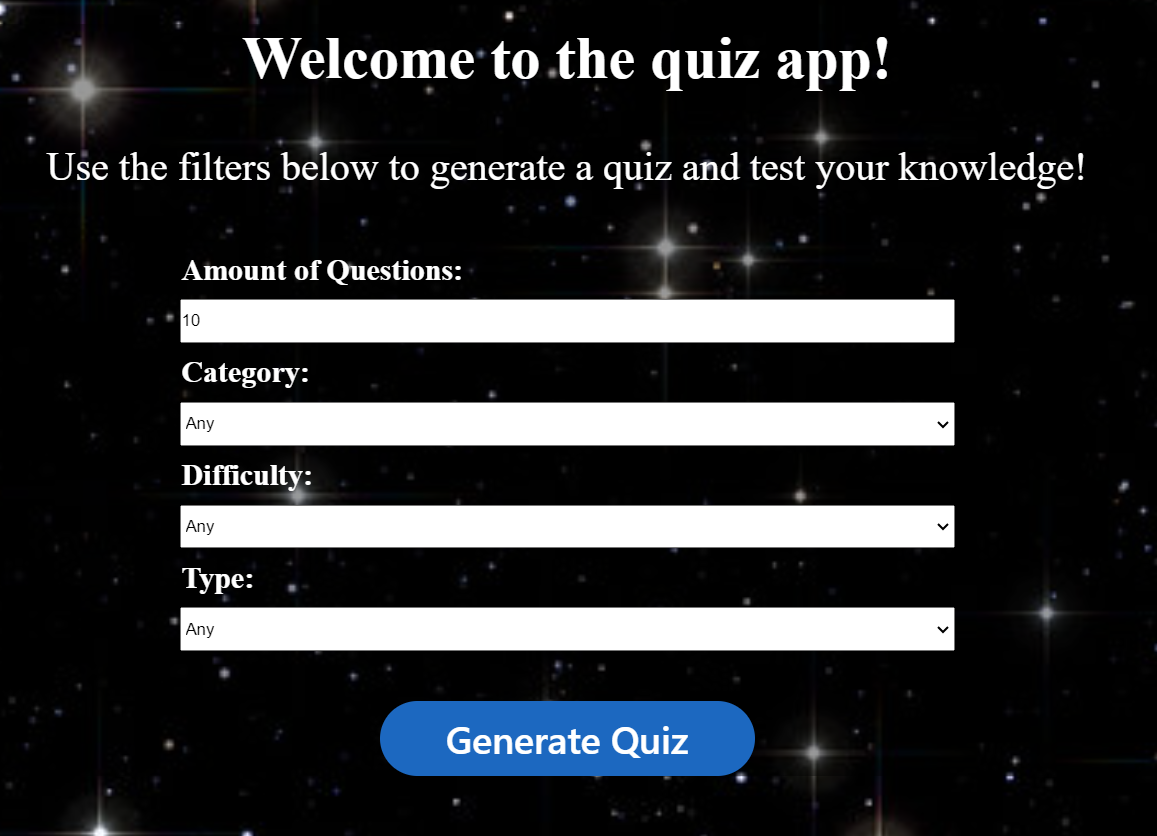 Welcome to the quiz app!
Use the filters below to generate a quiz and test your knowledge!
Amount of Questions:
10
Category:
Any
Difficulty:
Any
Type:
Any
Generate Quiz